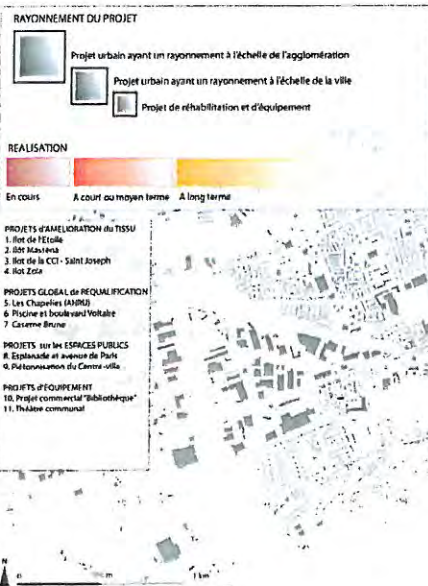 RAYONNEMENT DU PROJET
Projet urbain ayant un rayonnement à l'échelle de l'agglomération
Projet urbain ayant un rayonnement à l'échelle de la ville
Projet de réhabilitation et d'équipement
REALISATION
En cours A court ou moyen terme A long terme
PROJETS d'AMELIORATION du TISSU
1. Ilot de l'Etoile
2. Ilôt Masséna
3. Ilot de la CCI - Saint Joseph
4. Ilot Zola
PROJETS GLOBAL de REQUALIFICATION
5. Les Chapelies (ANRU)
6 Piscine et boulevard Voltaire
7 Caserne Brune
PROJETS sur les ESPACES PUBLICS
8. Esplanade et avenue de Paris
9. Piétonnisation du Centre-ville
PROJETS d'EQUIPEMENT
10. Projet commercial "Bibliothèque"
11. Théâtre communal
N
0 1 km